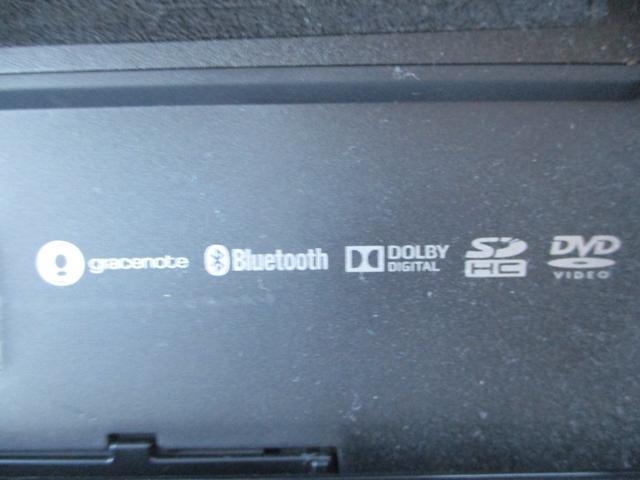 gracenote Bluetooth DOLBY DIGITAL SD HC DVD VIDEO